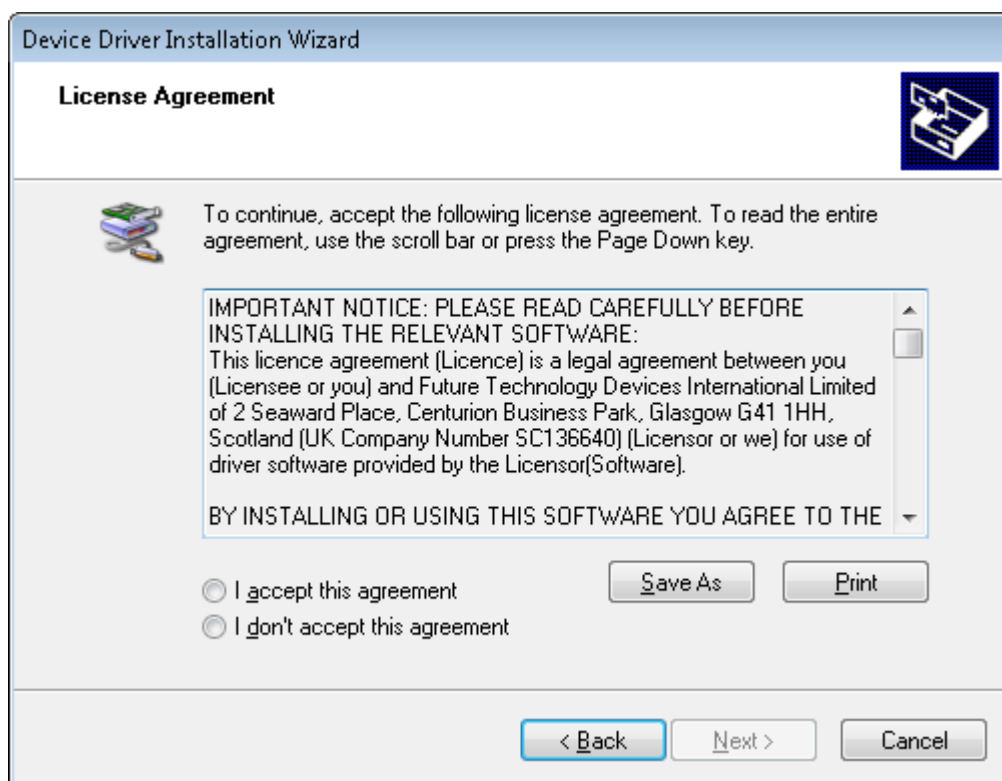 Device Driver Installation Wizard
License Agreement
To continue, accept the following license agreement. To read the entire
agreement, use the scroll bar or press the Page Down key.
IMPORTANT NOTICE: PLEASE READ CAREFULLY BEFORE
INSTALLING THE RELEVANT SOFTWARE:
This licence agreement (Licence) is a legal agreement between you
(Licensee or you) and Future Technology Devices International Limited
of 2 Seaward Place, Centurion Business Park, Glasgow G41 1HH,
Scotland (UK Company Number SC136640) (Licensor or we) for use of
driver software provided by the Licensor(Software).
BY INSTALLING OR USING THIS SOFTWARE YOU AGREE TO THE
I accept this agreement
Save As
Print
I don't accept this agreement
< Back
Next >
Cancel